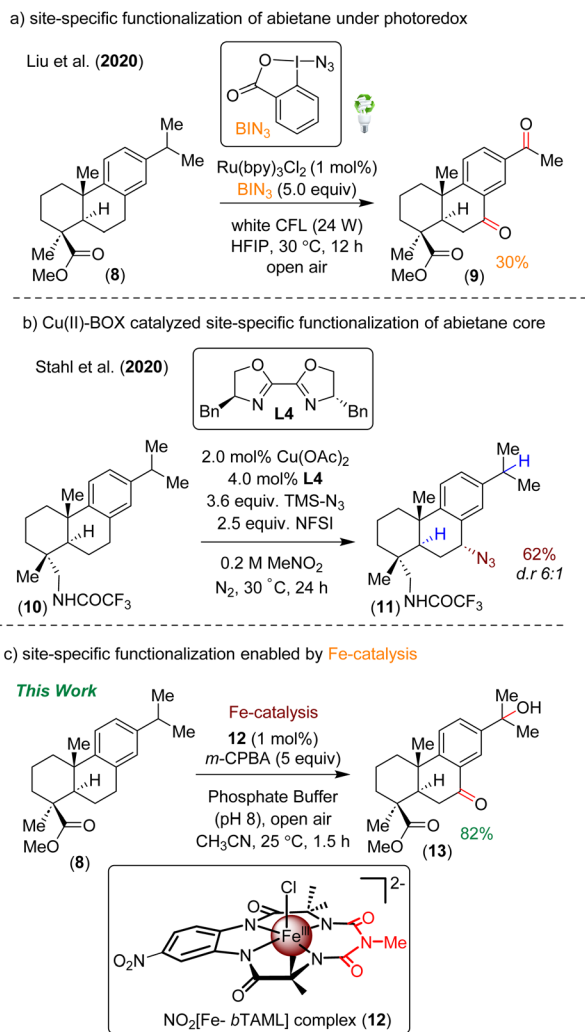 a) site-specific functionalization of abietane under photoredox
Liu et al. (2020)
O
I
N3
O
BIN3
Me
Me
Me
H
Me
O
MeO
(8)
Ru(bpy)3Cl2 (1 mol%)
BIN3 (5.0 equiv)
white CFL (24 W)
HFIP, 30 °C, 12 h
open air
O
Me
Me
H
O
Me
O
MeO
(9)
30%
b) Cu(II)-BOX catalyzed site-specific functionalization of abietane core
Stahl et al. (2020)
O
O
Bn
N
N
Bn
L4
Me
Me
Me
H
Me
NHCOCF3
(10)
2.0 mol% Cu(OAc)2
4.0 mol% L4
3.6 equiv. TMS-N3
2.5 equiv. NFSI
0.2 M MeNO2
N2, 30 °C, 24 h
Me
H
Me
Me
H
N3
Me
NHCOCF3
(11)
62%
d.r 6:1
c) site-specific functionalization enabled by Fe-catalysis
This Work
Me
Me
Me
H
Me
O
MeO
(8)
Fe-catalysis
12 (1 mol%)
m-CPBA (5 equiv)
Phosphate Buffer
(pH 8), open air
CH3CN, 25 °C, 1.5 h
Me
OH
Me
Me
H
O
Me
O
MeO
(13)
82%
2-
Cl
O
O
N
N
FeIII
N
Me
N
N
O2N
O
O
NO2[Fe- bTAML] complex (12)